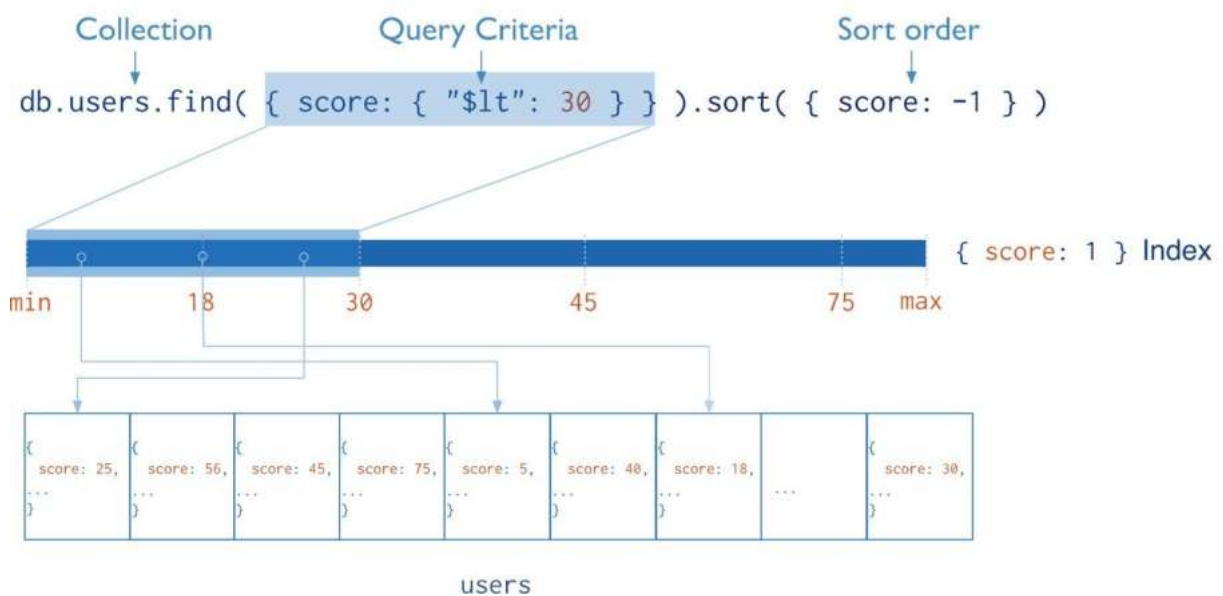 Collection Query Criteria Sort order
db.users.find( { score: { "$lt": 30 } } ).sort( { score: -1 } )
{ score: 1 } Index
min 18 30 45 75 max
{ { { { { { { {
score: 25, score: 56, score: 45, score: 75, score: 5, score: 40, score: 18, score: 30,
... ... ... ... ... ... ... ... ...
} } } } } } } }
users